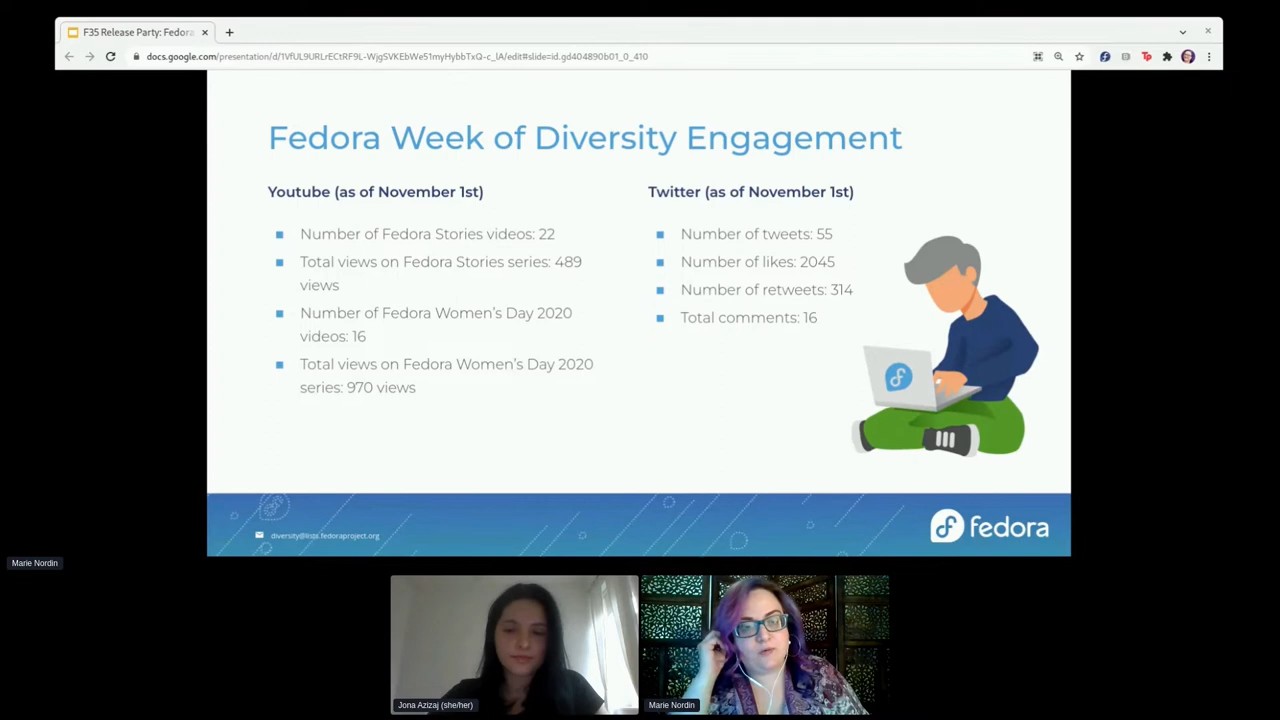 F35 Release Party: Fedora
docs.google.com/presentation/d/1VfUL9URLrECtRF9L-WjgSVKEbWe51myHybbTxQ-c_lA/edit#slide=id.gd404890b01_0_410
Tp
Fedora Week of Diversity Engagement
Youtube (as of November 1st)
Number of Fedora Stories videos: 22
Total views on Fedora Stories series: 489
views
Number of Fedora Women's Day 2020
videos: 16
Total views on Fedora Women's Day 2020
series: 970 views
Twitter (as of November 1st)
Number of tweets: 55
Number of likes: 2045
Number of retweets: 314
Total comments: 16
diversity@lists.fedoraproject.org
fedora
Marie Nordin
Jona Azizaj (she/her)
Marie Nordin